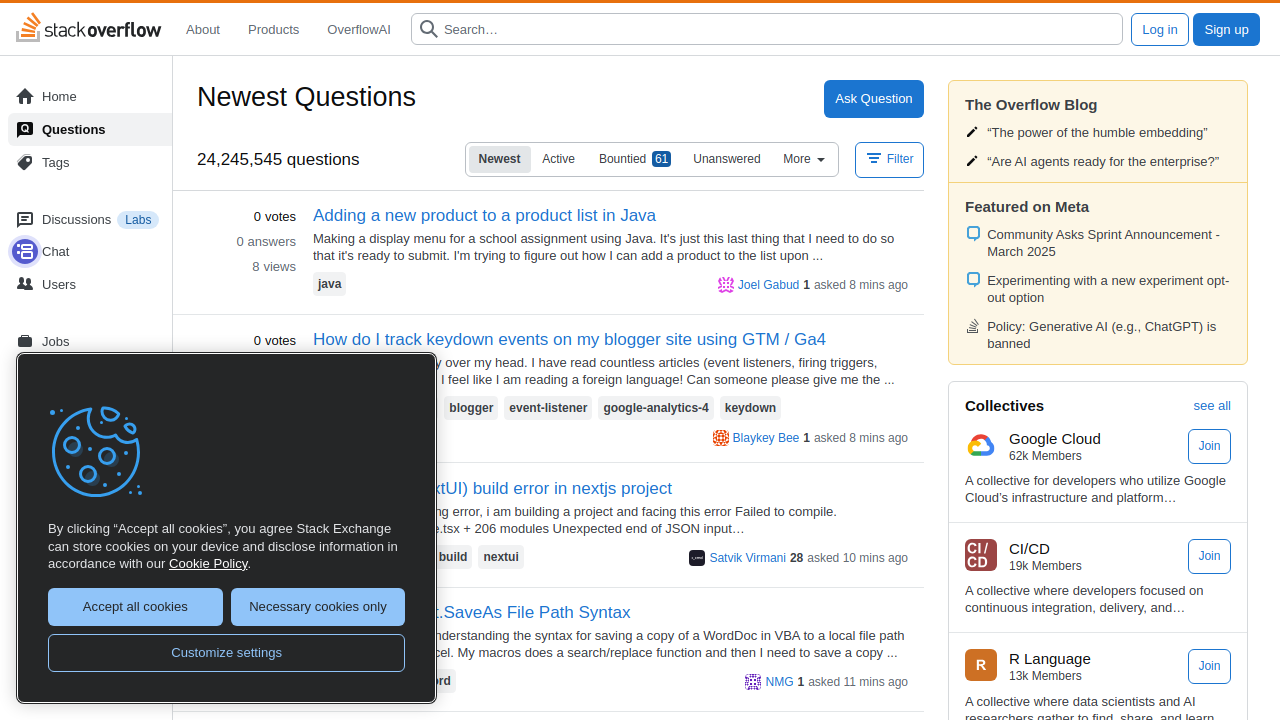 stack overflow
About
Products
OverflowAI
Search…
Log in
Sign up
Home
Questions
Tags
Discussions
Labs
Chat
Users
Jobs
Newest Questions
Ask Question
24,245,545 questions
Newest
Active
Bountied 61
Unanswered
More
Filter
0 votes
0 answers
8 views
Adding a new product to a product list in Java
Making a display menu for a school assignment using Java. It's just this last thing that I need to do so
that it's ready to submit. I'm trying to figure out how I can add a product to the list upon ...
java
Joel Gabud 1 asked 8 mins ago
0 votes
How do I track keydown events on my blogger site using GTM / Ga4
over my head. I have read countless articles (event listeners, firing triggers,
I feel like I am reading a foreign language! Can someone please give me the ...
blogger
event-listener
google-analytics-4
keydown
Blaykey Bee 1 asked 8 mins ago
xtUI) build error in nextjs project
ng error, i am building a project and facing this error Failed to compile.
e.tsx + 206 modules Unexpected end of JSON input…
build
nextui
Satvik Virmani 28 asked 10 mins ago
t.SaveAs File Path Syntax
nderstanding the syntax for saving a copy of a WordDoc in VBA to a local file path
cel. My macros does a search/replace function and then I need to save a copy ...
ord
NMG 1 asked 11 mins ago
By clicking “Accept all cookies”, you agree Stack Exchange
can store cookies on your device and disclose information in
accordance with our Cookie Policy.
Accept all cookies
Necessary cookies only
Customize settings
The Overflow Blog
“The power of the humble embedding”
“Are AI agents ready for the enterprise?”
Featured on Meta
Community Asks Sprint Announcement -
March 2025
Experimenting with a new experiment opt-
out option
Policy: Generative AI (e.g., ChatGPT) is
banned
Collectives
see all
Google Cloud
62k Members
Join
A collective for developers who utilize Google
Cloud’s infrastructure and platform…
CI/
CD
CI/CD
19k Members
Join
A collective where developers focused on
continuous integration, delivery, and…
R
R Language
13k Members
Join
A collective where data scientists and AI
researchers gather to find, share, and learn